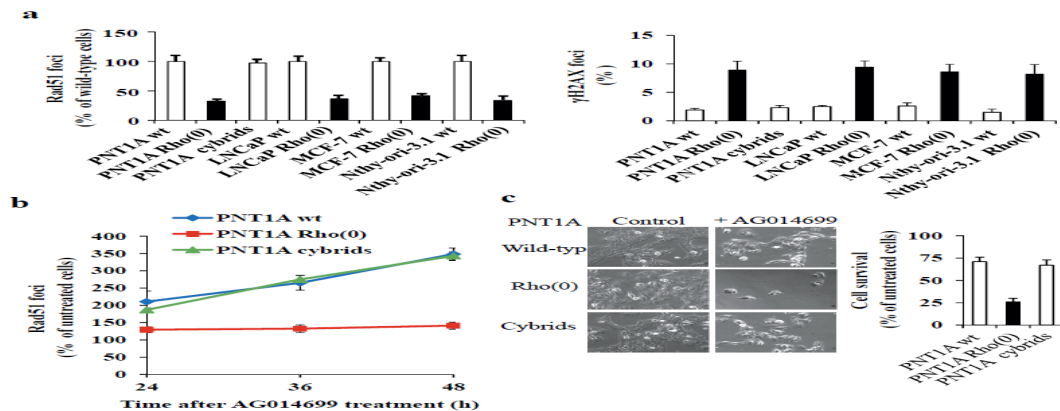 a
Rad51 foci
(% of wild-type cells)
150
100
50
0
PNT1A wt
PNT1A Rho(0)
PNT1A cybrids
LNCaP wt
LNCaP Rho(0)
MCF-7 wt
MCF-7 Rho(0)
Nthy-ori-3.1 wt
Nthy-ori-3.1 Rho(0)
γH2AX foci
(%)
15
10
5
0
PNT1A wt
PNT1A Rho(0)
PNT1A cybrids
LNCaP wt
LNCaP Rho(0)
MCF-7 wt
MCF-7 Rho(0)
Nthy-ori-3.1 wt
Nthy-ori-3.1 Rho(0)
b
PNT1A wt
PNT1A Rho(0)
PNT1A cybrids
Rad51 foci
(% of untreated cells)
400
350
300
250
200
150
100
50
0
24
36
48
Time after AG014699 treatment (h)
c
PNT1A
Control
+ AG014699
Wild-typ
Rho(0)
Cybrids
Cell survival
(% of untreated cells)
100
75
50
25
0
PNT1A wt
PNT1A Rho(0)
PNT1A cybrids